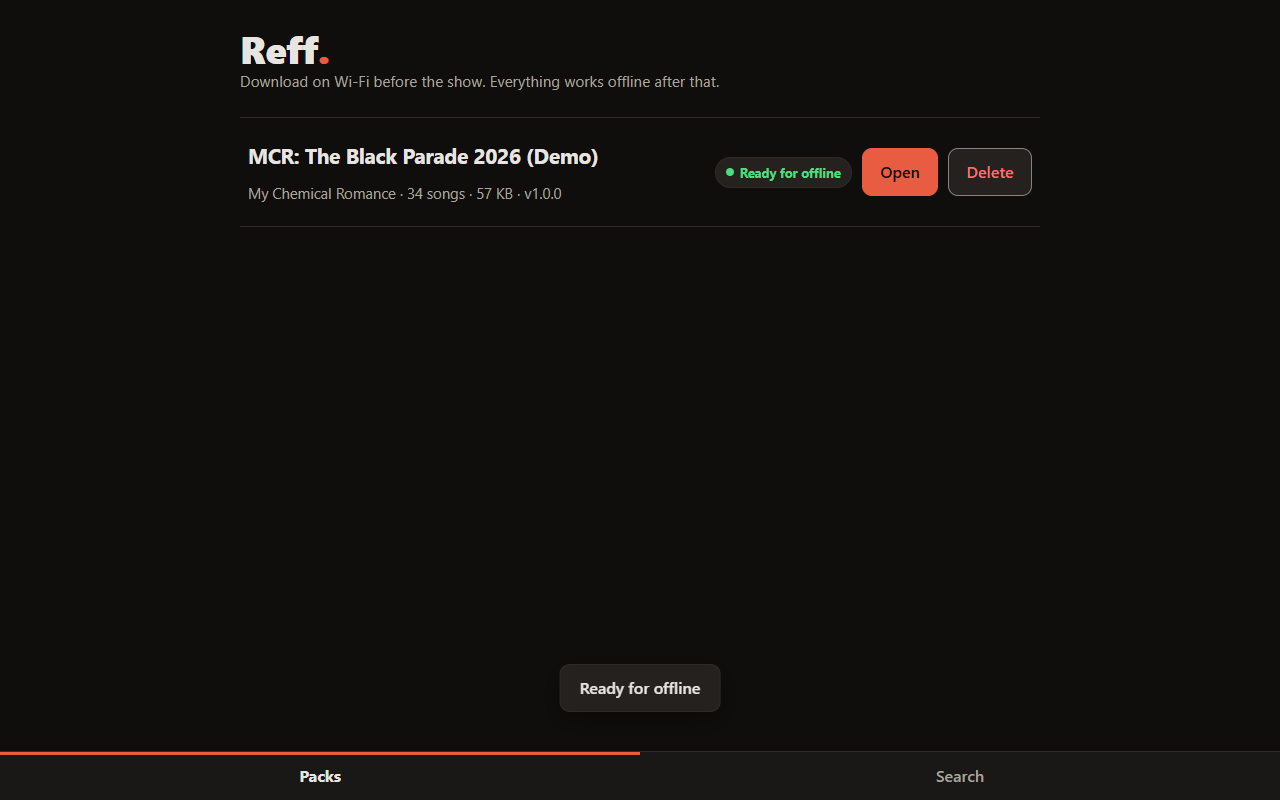 Reff.
Download on Wi-Fi before the show. Everything works offline after that.
MCR: The Black Parade 2026 (Demo)
My Chemical Romance · 34 songs · 57 KB · v1.0.0
Ready for offline
Open
Delete
Ready for offline
Packs
Search